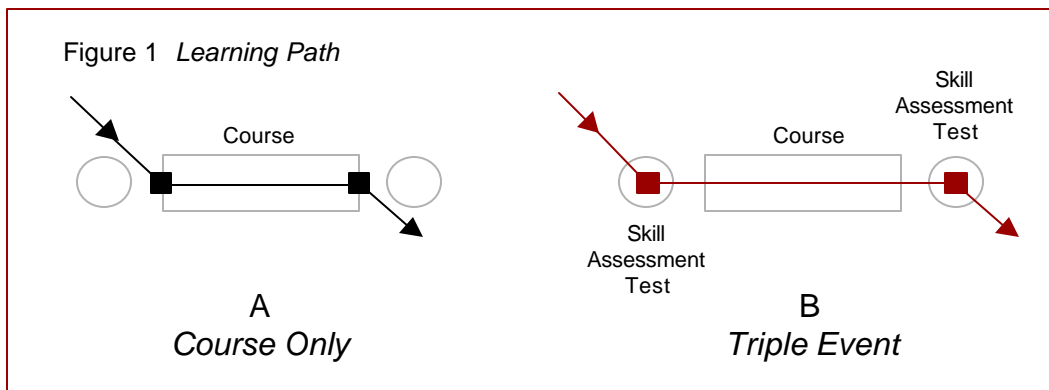 Figure 1 Learning Path
Course
A
Course Only
Skill
Assessment
Test
Course
Skill
Assessment
Test
B
Triple Event